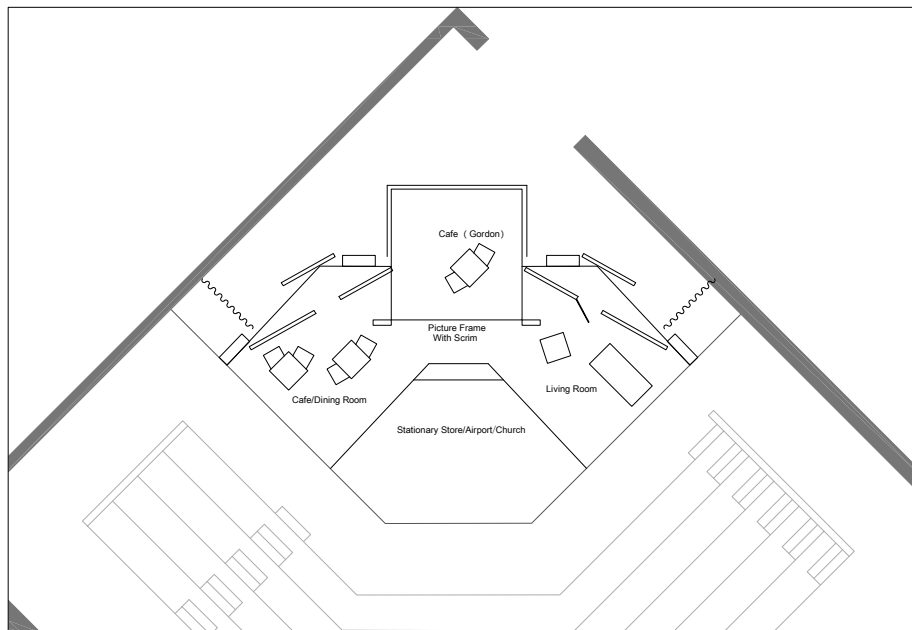 Cafe ( Gordon)
Picture Frame
With Scrim
Cafe/Dining Room
Living Room
Stationary Store/Airport/Church